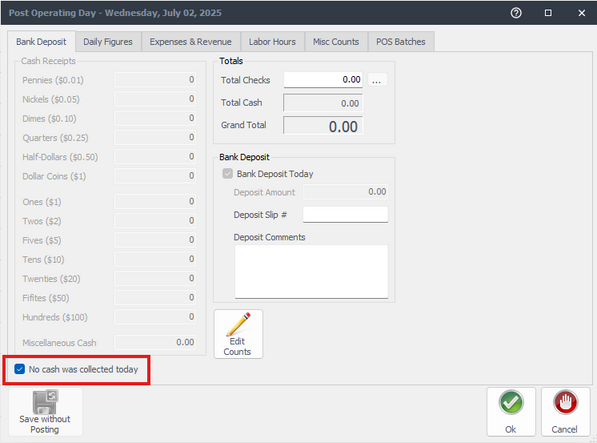 Post Operating Day - Wednesday, July 02, 2025
Bank Deposit Daily Figures Expenses & Revenue Labor Hours Misc Counts POS Batches
Cash Receipts
Pennies ($0.01) 0
Nickels ($0.05) 0
Dimes ($0.10) 0
Quarters ($0.25) 0
Half-Dollars ($0.50) 0
Dollar Coins ($1) 0
Ones ($1) 0
Twos ($2) 0
Fives ($5) 0
Tens ($10) 0
Twenties ($20) 0
Fifites ($50) 0
Hundreds ($100) 0
Miscellaneous Cash 0.00
No cash was collected today
Totals
Total Checks 0.00 ...
Total Cash 0.00
Grand Total 0.00
Bank Deposit
Bank Deposit Today
Deposit Amount 0.00
Deposit Slip #
Deposit Comments
Edit
Counts
Save without
Posting
Ok
Cancel